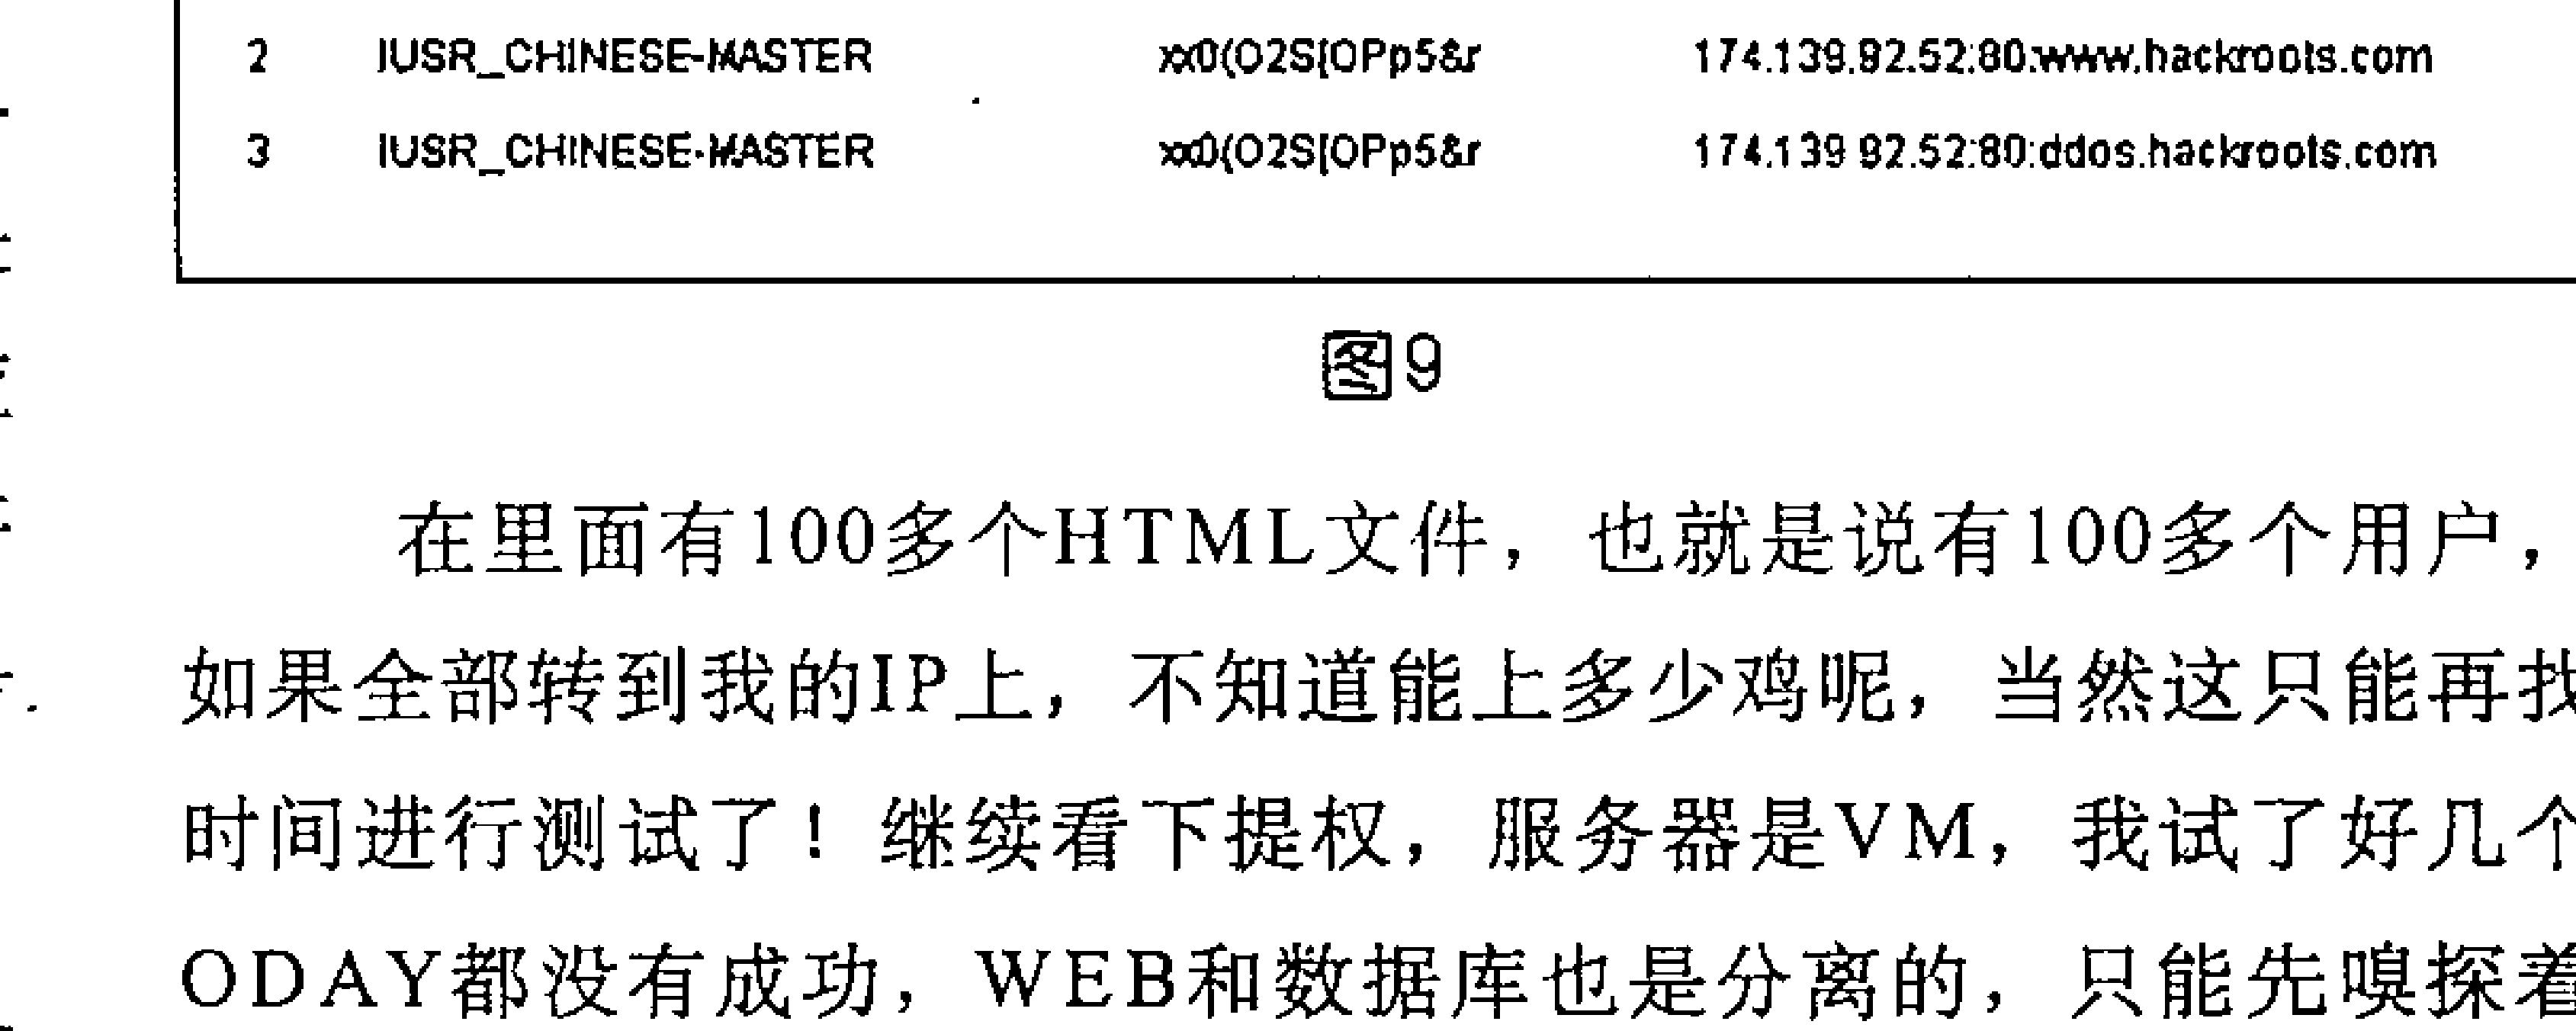 2 IUSR_CHINESE-MASTER xx0(O2S[OPp5&r 174.139.92.52:80:www.hackroots.com
3 IUSR_CHINESE-MASTER xx0(O2S[OPp5&r 174.139.92.52:80:ddos.hackroots.com
图9
在里面有100多个HTML文件，也就是说有100多个用户，
如果全部转到我的IP上，不知道能上多少鸡呢，当然这只能再找
时间进行测试了！继续看下提权，服务器是VM，我试了好几个
ODAY都没有成功，WEB和数据库也是分离的，只能先嗅探着